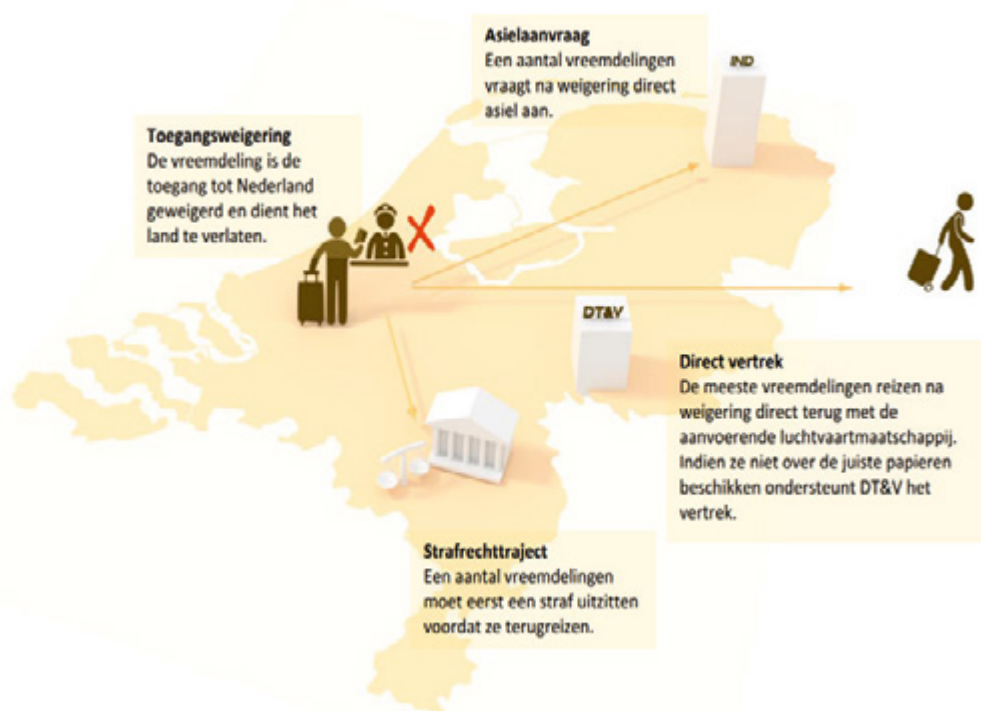 Asielaanvraag
Een aantal vreemdelingen
vraagt na weigering direct
asiel aan.
IND
Toegangsweigering
De vreemdeling is de
toegang tot Nederland
geweigerd en dient het
land te verlaten.
DT&V
Direct vertrek
De meeste vreemdelingen reizen na
weigering direct terug met de
aanvoerende luchtvaartmaatschappij.
Indien ze niet over de juiste papieren
beschikken ondersteunt DT&V het
vertrek.
Strafrechttraject
Een aantal vreemdelingen
moet eerst een straf uitzitten
voordat ze terugreizen.